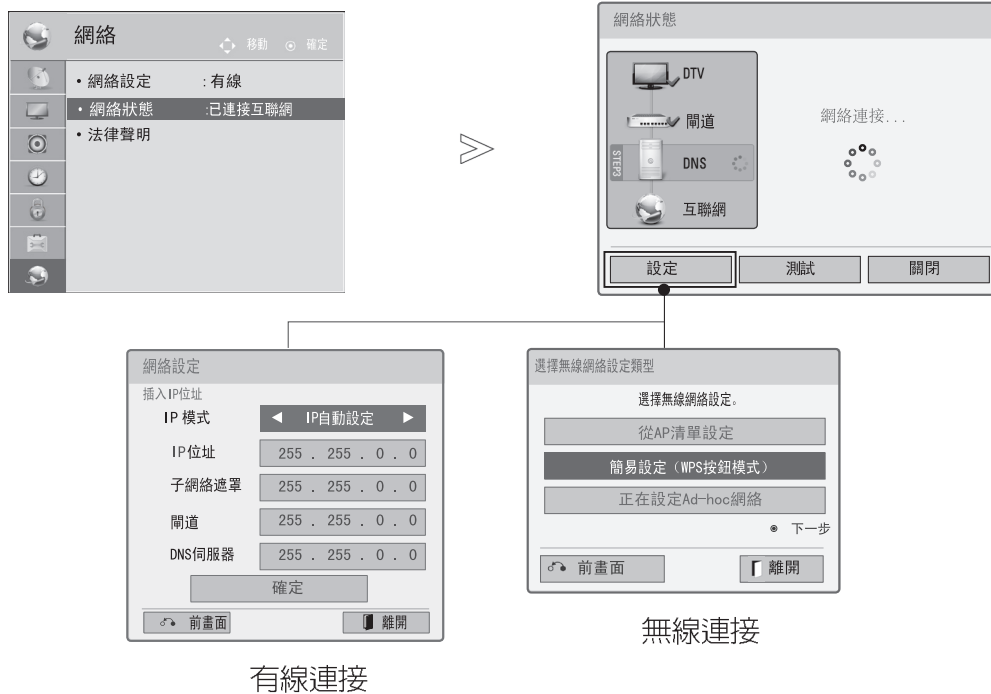 網絡
移動 ◉ 確定
• 網絡設定 : 有線
• 網絡狀態 :已連接互聯網
• 法律聲明
網絡狀態
DTV
閘道
STEP3
DNS
互聯網
網絡連接...
設定
測試
關閉
網絡設定
插入IP位址
IP 模式 ◀ IP自動設定 ▶
IP位址 255 . 255 . 0 . 0
子網絡遮罩 255 . 255 . 0 . 0
閘道 255 . 255 . 0 . 0
DNS伺服器 255 . 255 . 0 . 0
確定
前畫面
離開
有線連接
選擇無線網絡設定類型
選擇無線網絡設定。
從AP清單設定
簡易設定（WPS按鈕模式）
正在設定Ad-hoc網絡
◉ 下一步
前畫面
離開
無線連接